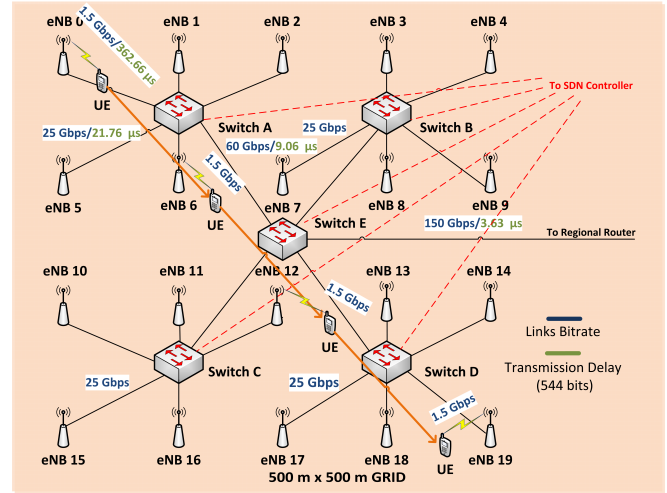 eNB 0
eNB 1
eNB 2
eNB 3
eNB 4
1.5 Gbps/362.66 µs
UE
To SDN Controller
25 Gbps/21.76 µs
Switch A
25 Gbps
Switch B
60 Gbps/9.06 µs
1.5 Gbps
eNB 5
eNB 6
eNB 7
eNB 8
eNB 9
UE
Switch E
150 Gbps/3.63 µs
To Regional Router
eNB 10
eNB 11
eNB 12
eNB 13
eNB 14
1.5 Gbps
Links Bitrate
UE
Switch C
Switch D
Transmission Delay
(544 bits)
25 Gbps
25 Gbps
1.5 Gbps
eNB 15
eNB 16
eNB 17
eNB 18
eNB 19
UE
500 m x 500 m GRID